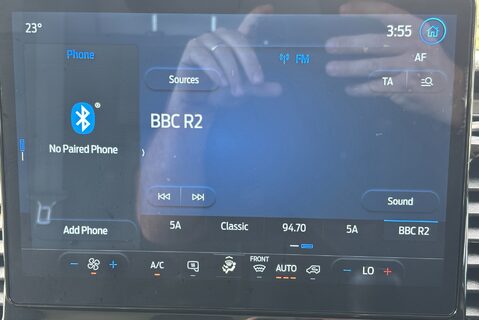 23°
3:55
Phone
FM
AF
Sources
TA
®
BBC R2
No Paired Phone
Sound
Add Phone
5A Classic 94.70 5A BBC R2
- + A/C FRONT AUTO - LO +